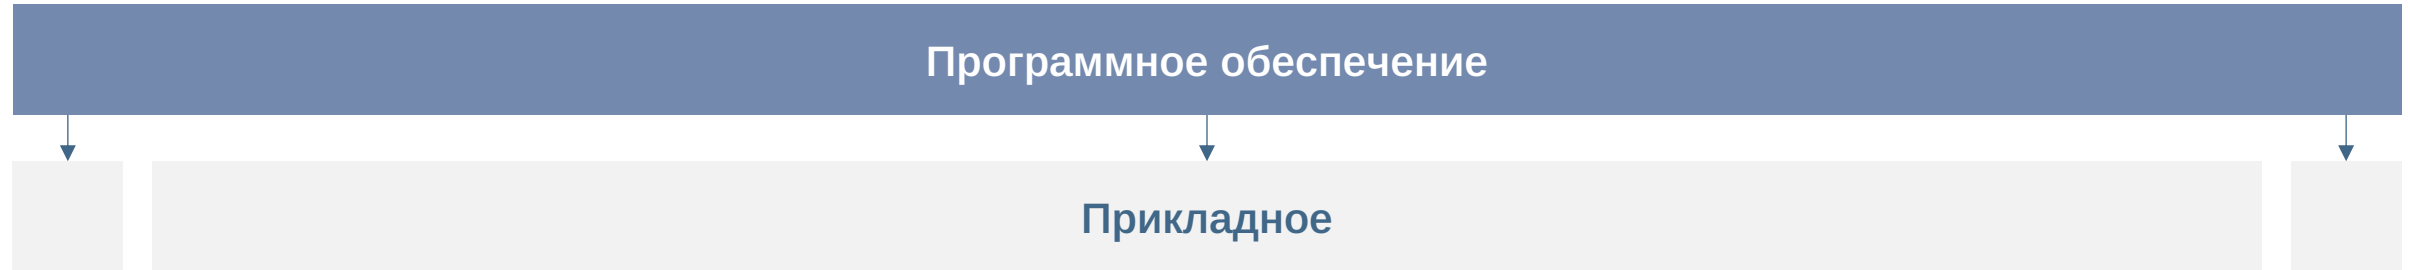 Программное обеспечение
Прикладное